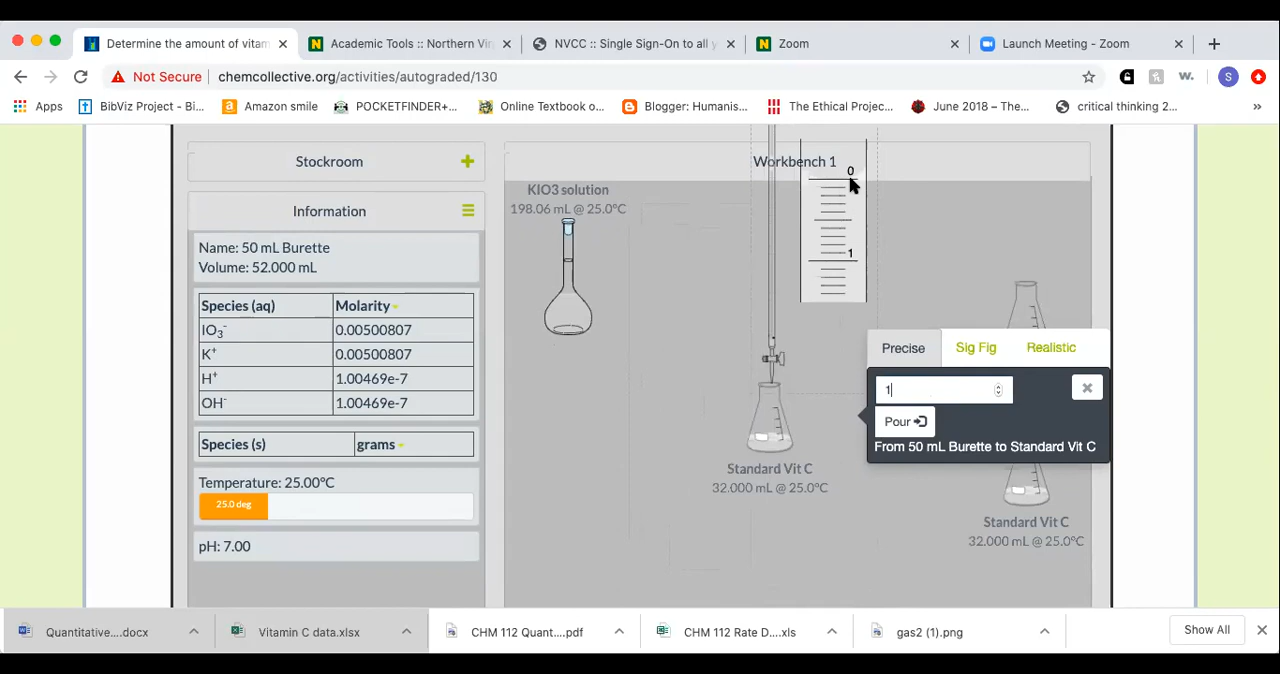 Determine the amount of vitam
Academic Tools :: Northern Virg
NVCC :: Single Sign-On to all y
Zoom
Launch Meeting - Zoom
Not Secure
chemcollective.org/activities/autograded/130
W.
S
Apps
BibViz Project - Bi...
Amazon smile
POCKETFINDER+...
Online Textbook o...
Blogger: Humanis...
The Ethical Projec...
June 2018 – The...
critical thinking 2...
»
Stockroom
Workbench 1
Information
Name: 50 mL Burette
Volume: 52.000 mL
Species (aq) Molarity
IO3- 0.00500807
K+ 0.00500807
H+ 1.00469e-7
OH- 1.00469e-7
Species (s) grams
Temperature: 25.00°C
25.0 deg
pH: 7.00
KIO3 solution
198.06 mL @ 25.0°C
0
1
Standard Vit C
32.000 mL @ 25.0°C
Precise Sig Fig Realistic
1
Pour
From 50 mL Burette to Standard Vit C
Standard Vit C
32.000 mL @ 25.0°C
Quantitative....docx
Vitamin C data.xlsx
CHM 112 Quant....pdf
CHM 112 Rate D....xls
gas2 (1).png
Show All